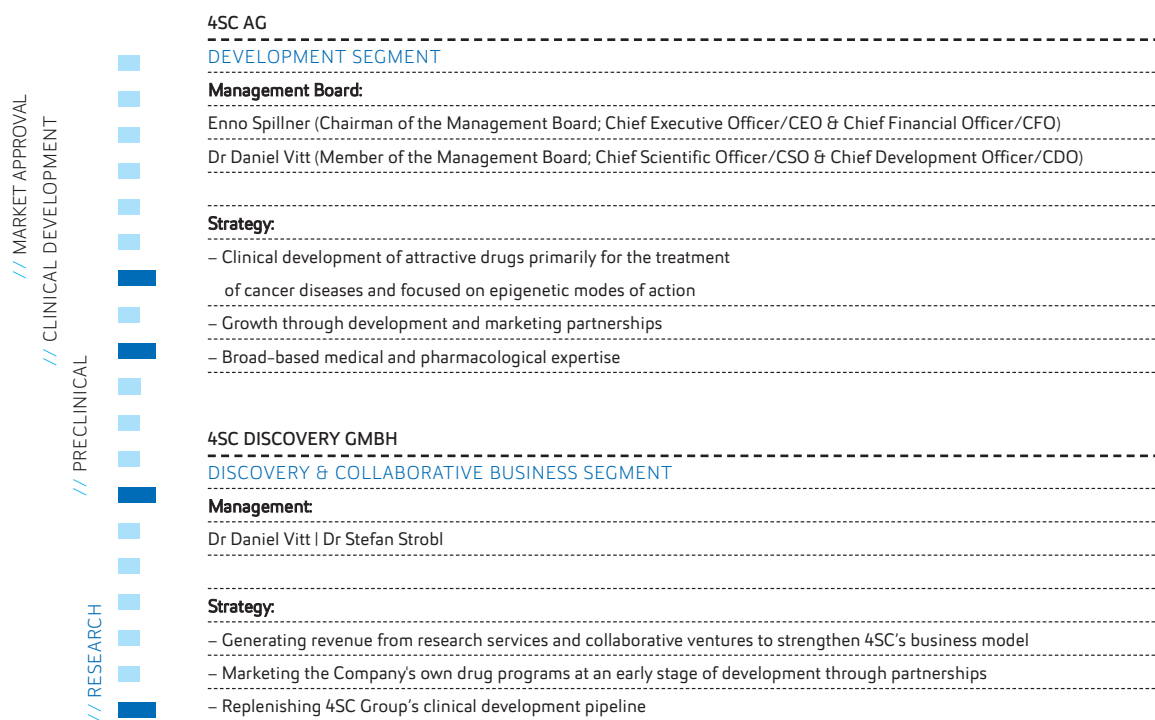 4SC AG
DEVELOPMENT SEGMENT
Management Board:
Enno Spillner (Chairman of the Management Board; Chief Executive Officer/CEO & Chief Financial Officer/CFO)
Dr Daniel Vitt (Member of the Management Board; Chief Scientific Officer/CSO & Chief Development Officer/CDO)
Strategy:
– Clinical development of attractive drugs primarily for the treatment
of cancer diseases and focused on epigenetic modes of action
– Growth through development and marketing partnerships
– Broad-based medical and pharmacological expertise
4SC DISCOVERY GMBH
DISCOVERY & COLLABORATIVE BUSINESS SEGMENT
Management:
Dr Daniel Vitt | Dr Stefan Strobl
Strategy:
– Generating revenue from research services and collaborative ventures to strengthen 4SC's business model
– Marketing the Company's own drug programs at an early stage of development through partnerships
– Replenishing 4SC Group's clinical development pipeline
// MARKET APPROVAL
// CLINICAL DEVELOPMENT
// PRECLINICAL
// RESEARCH